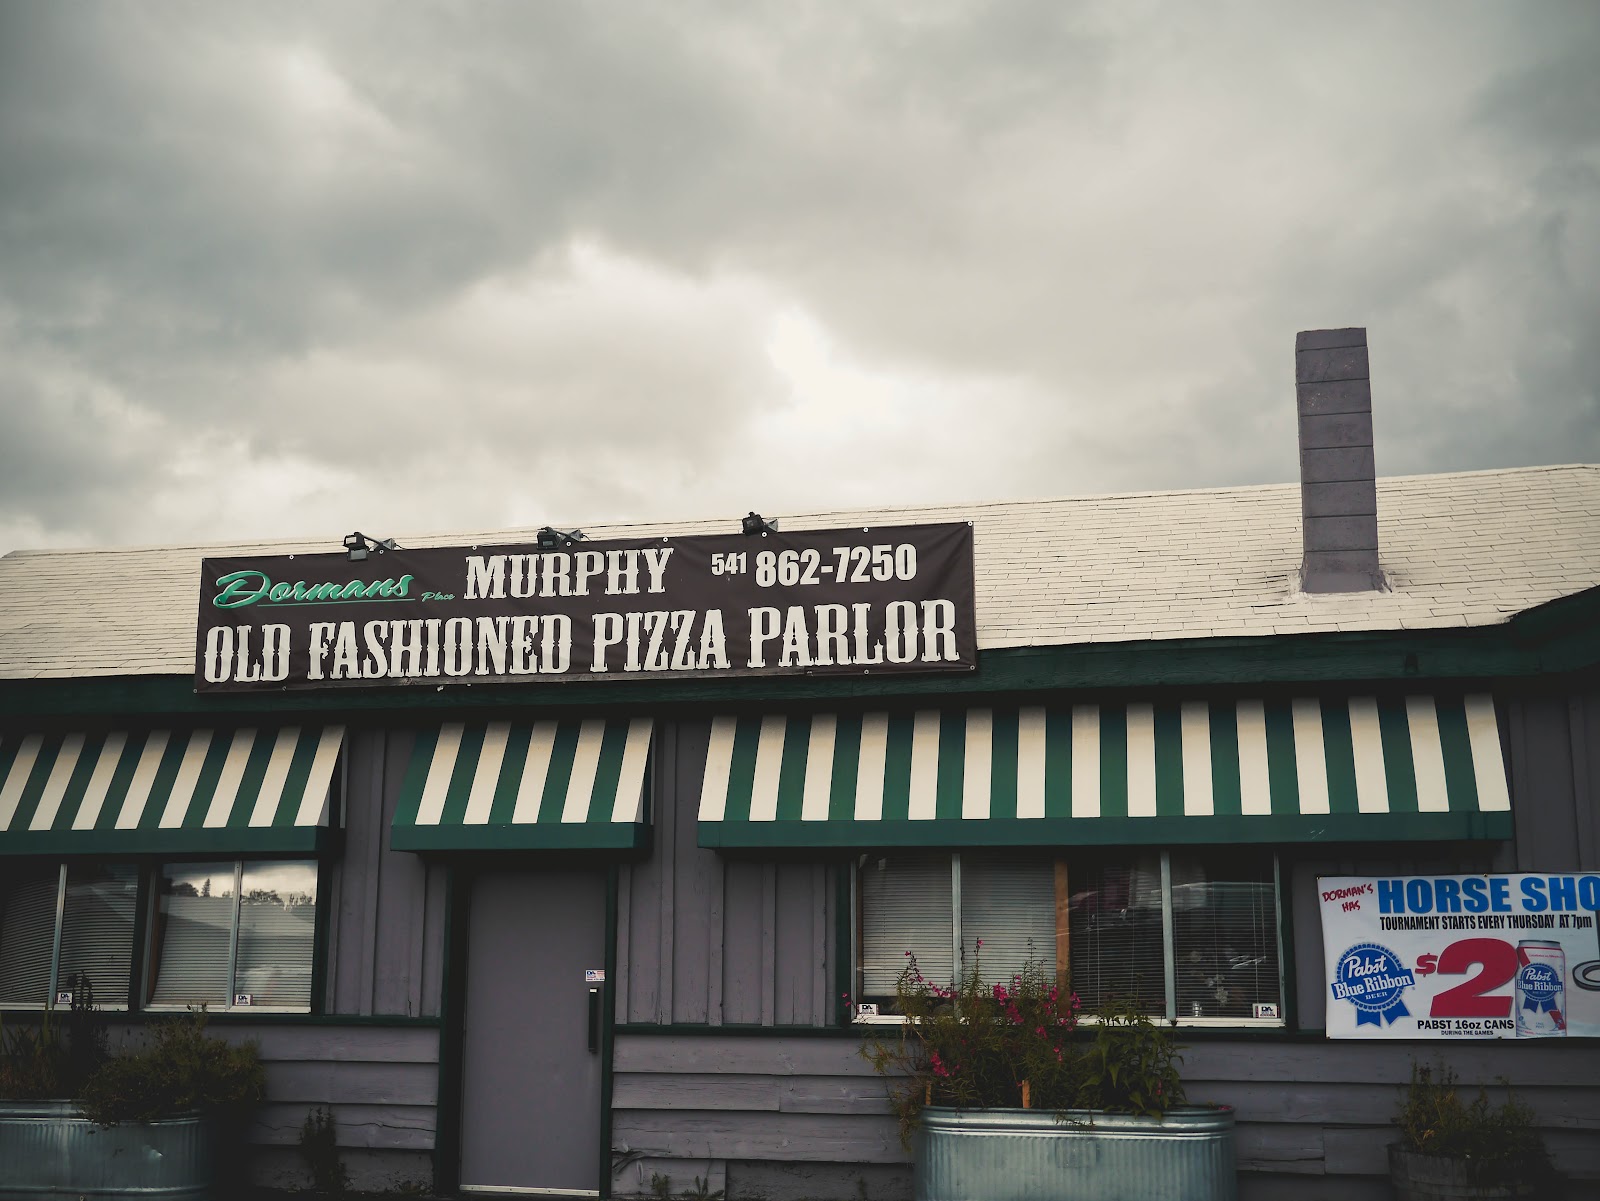 Dormans Place MURPHY 541 862-7250
OLD FASHIONED PIZZA PARLOR
DORMAN'S HAS
HORSE SHO
TOURNAMENT STARTS EVERY THURSDAY AT 7pm
Pabst
Blue Ribbon
BEER
$2
PABST 16oz CANS
DURING THE GAMES
Pabst
Blue Ribbon